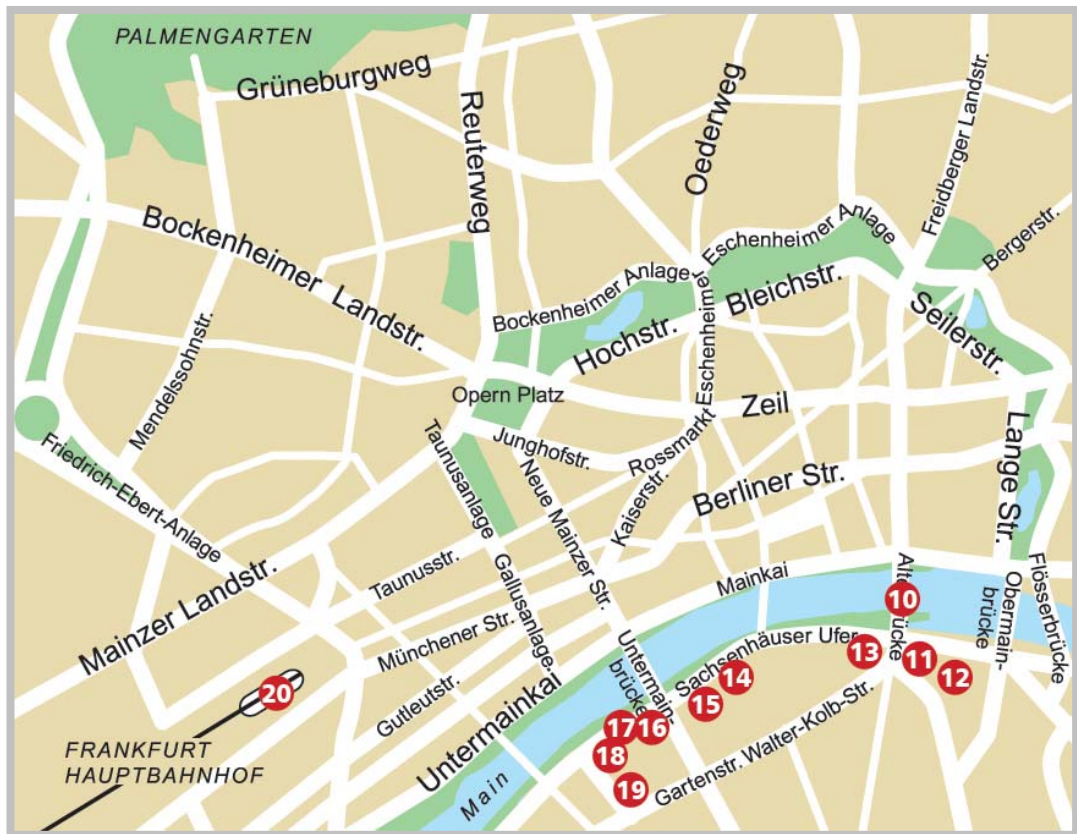 PALMENGARTEN
Grüneburgweg
Reuterweg
Oederweg
Freidberger Landstr.
Bockenheimer Landstr.
Mendelssohnstr.
Bockenheimer Anlage
Eschenheimer Anlage
Bergerstr.
Bleichstr.
Seilerstr.
Hochstr.
Eschenheimer
Opern Platz
Zeil
Junghofstr.
Rossmarkt
Lange Str.
Friedrich-Ebert-Anlage
Taunusanlage
Neue Mainzer Str.
Kaiserstr.
Berliner Str.
Mainzer Landstr.
Taunusstr.
Gallusanlage.
Mainkai
Alte
brücke
Obermain-
brücke
Flösserbrücke
Münchener Str.
Gutleutstr.
Untermainkai
Untermain-
brücke
Sachsenhäuser Ufer
10
13
11
12
14
15
17
16
18
19
20
Gartenstr.
Walter-Kolb-Str.
Main
FRANKFURT
HAUPTBAHNHOF